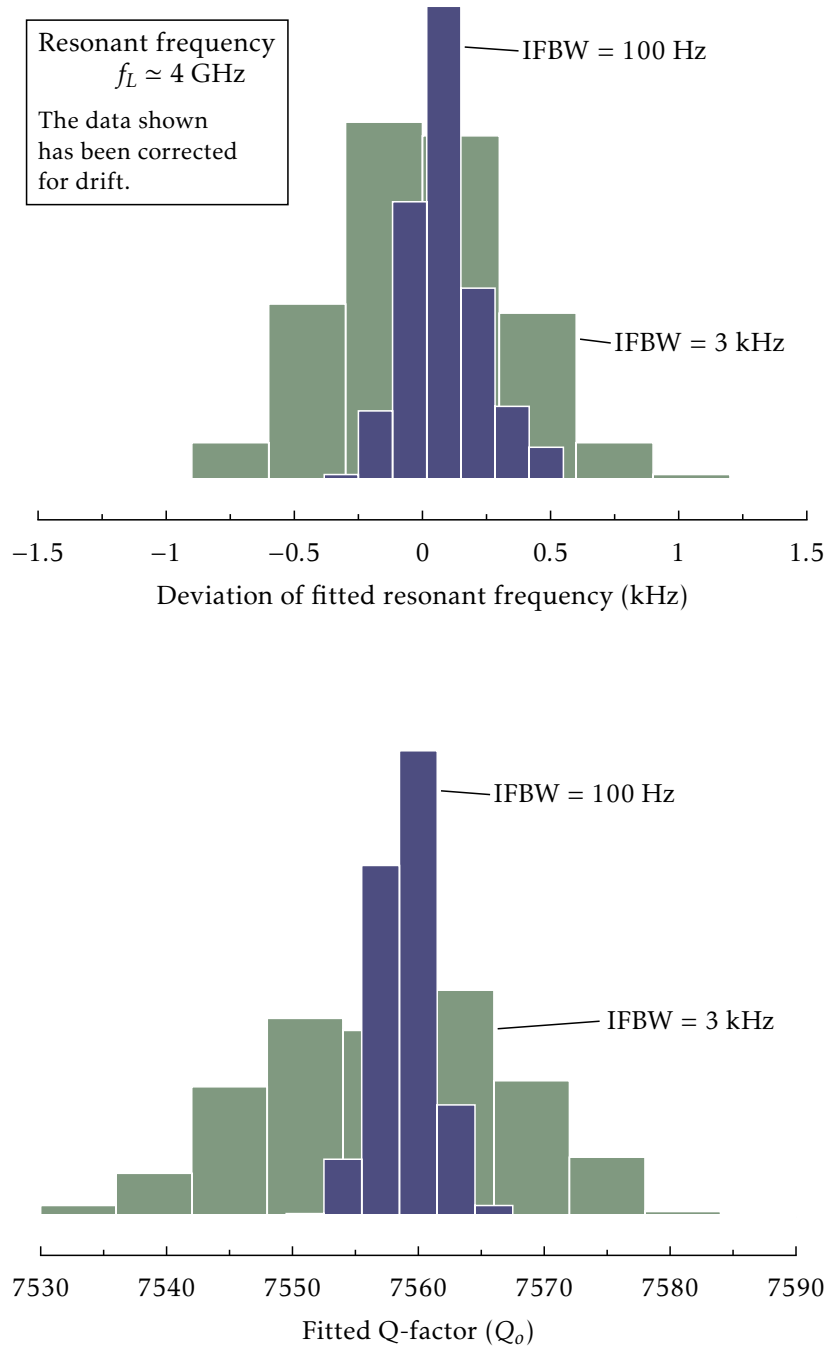 Resonant frequency
f_L ≃ 4 GHz
The data shown
has been corrected
for drift.
IFBW = 100 Hz
IFBW = 3 kHz
−1.5 −1 −0.5 0 0.5 1 1.5
Deviation of fitted resonant frequency (kHz)
IFBW = 100 Hz
IFBW = 3 kHz
7530 7540 7550 7560 7570 7580 7590
Fitted Q-factor (Q_o)